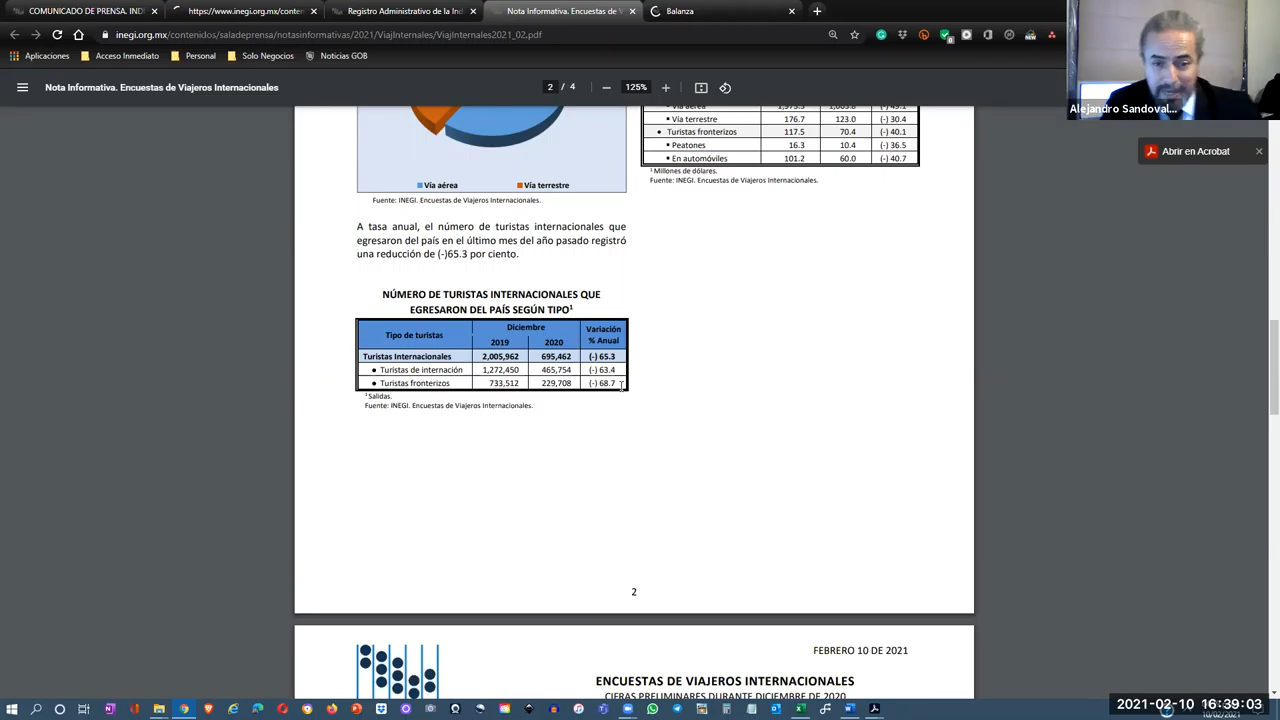 COMUNICADO DE PRENSA. IND
https://www.inegi.org.mx/conten
Registro Administrativo de la Ind
Nota Informativa. Encuestas de V
Balanza
inegi.org.mx/contenidos/saladeprensa/notasinformativas/2021/ViajInternales/ViajInternales2021_02.pdf
Aplicaciones
Acceso Inmediato
Personal
Solo Negocios
Noticias GOB
Nota Informativa. Encuestas de Viajeros Internacionales
2 / 4
125%
Alejandro Sandoval...
Abrir en Acrobat
▪ Vía aérea
▪ Vía terrestre 176.7 123.0 (-) 30.4
• Turistas fronterizos 117.5 70.4 (-) 40.1
▪ Peatones 16.3 10.4 (-) 36.5
▪ En automóviles 101.2 60.0 (-) 40.7
¹ Millones de dólares.
Fuente: INEGI. Encuestas de Viajeros Internacionales.
Vía aérea Vía terrestre
Fuente: INEGI. Encuestas de Viajeros Internacionales.
A tasa anual, el número de turistas internacionales que
egresaron del país en el último mes del año pasado registró
una reducción de (-)65.3 por ciento.
NÚMERO DE TURISTAS INTERNACIONALES QUE
EGRESARON DEL PAÍS SEGÚN TIPO¹
Tipo de turistas Diciembre Variación % Anual
2019 2020
Turistas Internacionales 2,005,962 695,462 (-) 65.3
• Turistas de internación 1,272,450 465,754 (-) 63.4
• Turistas fronterizos 733,512 229,708 (-) 68.7
¹ Salidas.
Fuente: INEGI. Encuestas de Viajeros Internacionales.
2
FEBRERO 10 DE 2021
ENCUESTAS DE VIAJEROS INTERNACIONALES
CIFRAS PRELIMINARES DURANTE DICIEMBRE DE 2020
2021-02-10 16:39:03
10/02/2021